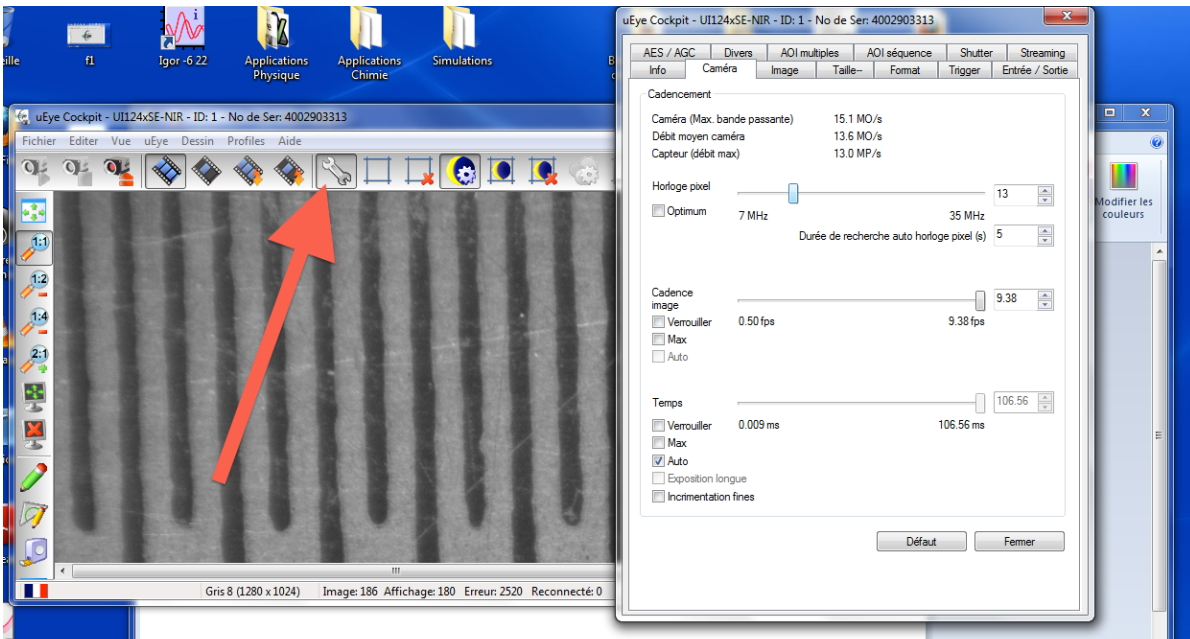 eille
f1
Igor -6 22
Applications
Physique
Applications
Chimie
Simulations
uEye Cockpit - UI124xSE-NIR - ID: 1 - No de Ser: 4002903313
Fichier Editer Vue uEye Dessin Profiles Aide
1:1
1:2
1:4
2:1
Gris 8 (1280 x 1024) Image: 186 Affichage: 180 Erreur: 2520 Reconnecté: 0
uEye Cockpit - UI124xSE-NIR - ID: 1 - No de Ser: 4002903313
AES / AGC Divers AOI multiples AOI séquence Shutter Streaming
Info Caméra Image Taille-- Format Trigger Entrée / Sortie
Cadencement
Caméra (Max. bande passante) 15.1 MO/s
Débit moyen caméra 13.6 MO/s
Capteur (débit max) 13.0 MP/s
Horloge pixel 13
Optimum 7 MHz 35 MHz
Durée de recherche auto horloge pixel (s) 5
Cadence
image 9.38
Verrouiller 0.50 fps 9.38 fps
Max
Auto
Temps 106.56
Verrouiller 0.009 ms 106.56 ms
Max
Auto
Exposition longue
Incrimentation fines
Défaut Fermer
Modifier les
couleurs